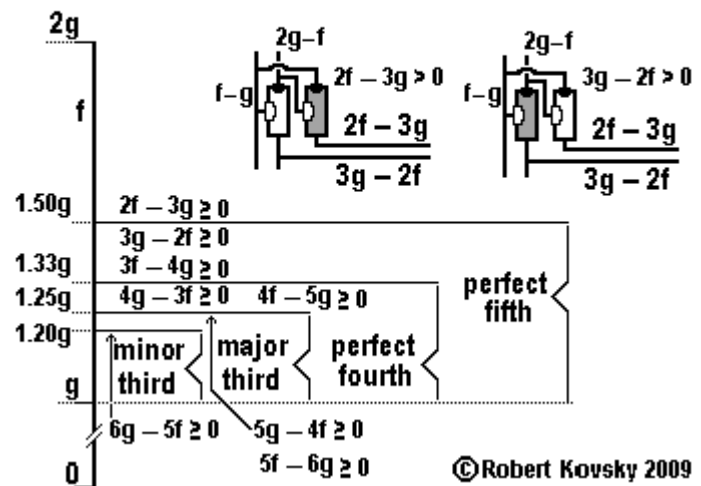 2g
f
f–g
2g–f
2f – 3g > 0
2f – 3g
3g – 2f
f–g
2g–f
3g – 2f > 0
2f – 3g
3g – 2f
1.50g
2f – 3g ≥ 0
3g – 2f ≥ 0
1.33g
3f – 4g ≥ 0
1.25g
4g – 3f ≥ 0
4f – 5g ≥ 0
1.20g
minor
third
major
third
perfect
fourth
perfect
fifth
g
6g – 5f ≥ 0
5g – 4f ≥ 0
5f – 6g ≥ 0
0
©Robert Kovsky 2009